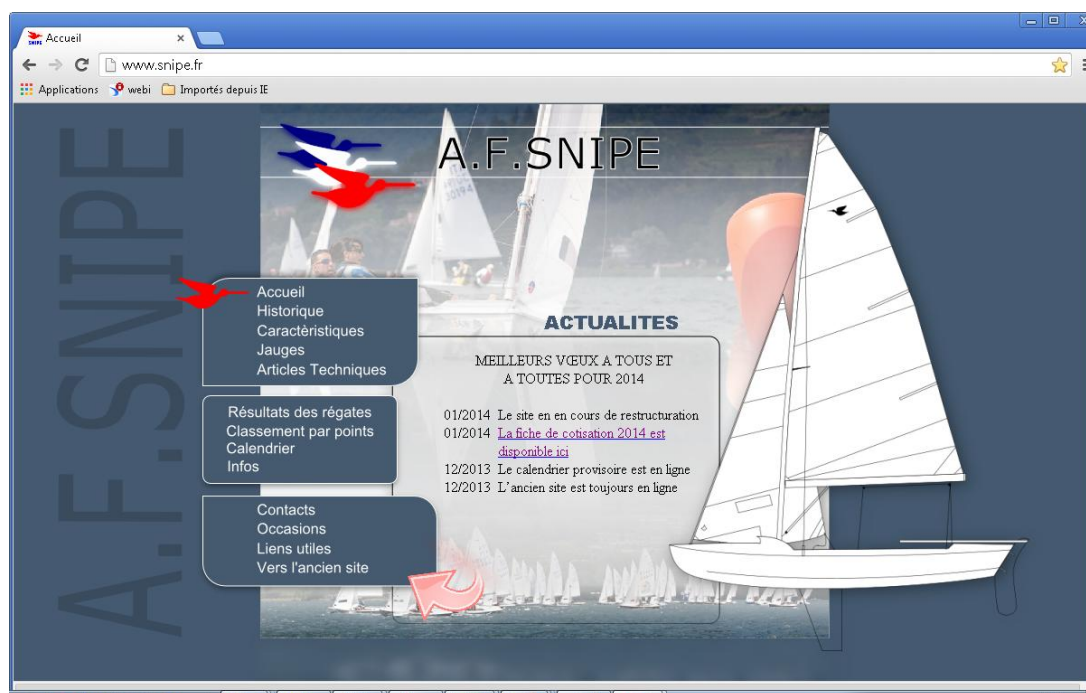 Accueil
www.snipe.fr
Applications webi Importés depuis IE
A.F.SNIPE
A.F.SNIPE
Accueil
Historique
Caractèristiques
Jauges
Articles Techniques
Résultats des régates
Classement par points
Calendrier
Infos
Contacts
Occasions
Liens utiles
Vers l'ancien site
ACTUALITES
MEILLEURS VŒUX A TOUS ET
A TOUTES POUR 2014
01/2014 Le site en en cours de restructuration
01/2014 La fiche de cotisation 2014 est
disponible ici
12/2013 Le calendrier provisoire est en ligne
12/2013 L'ancien site est toujours en ligne